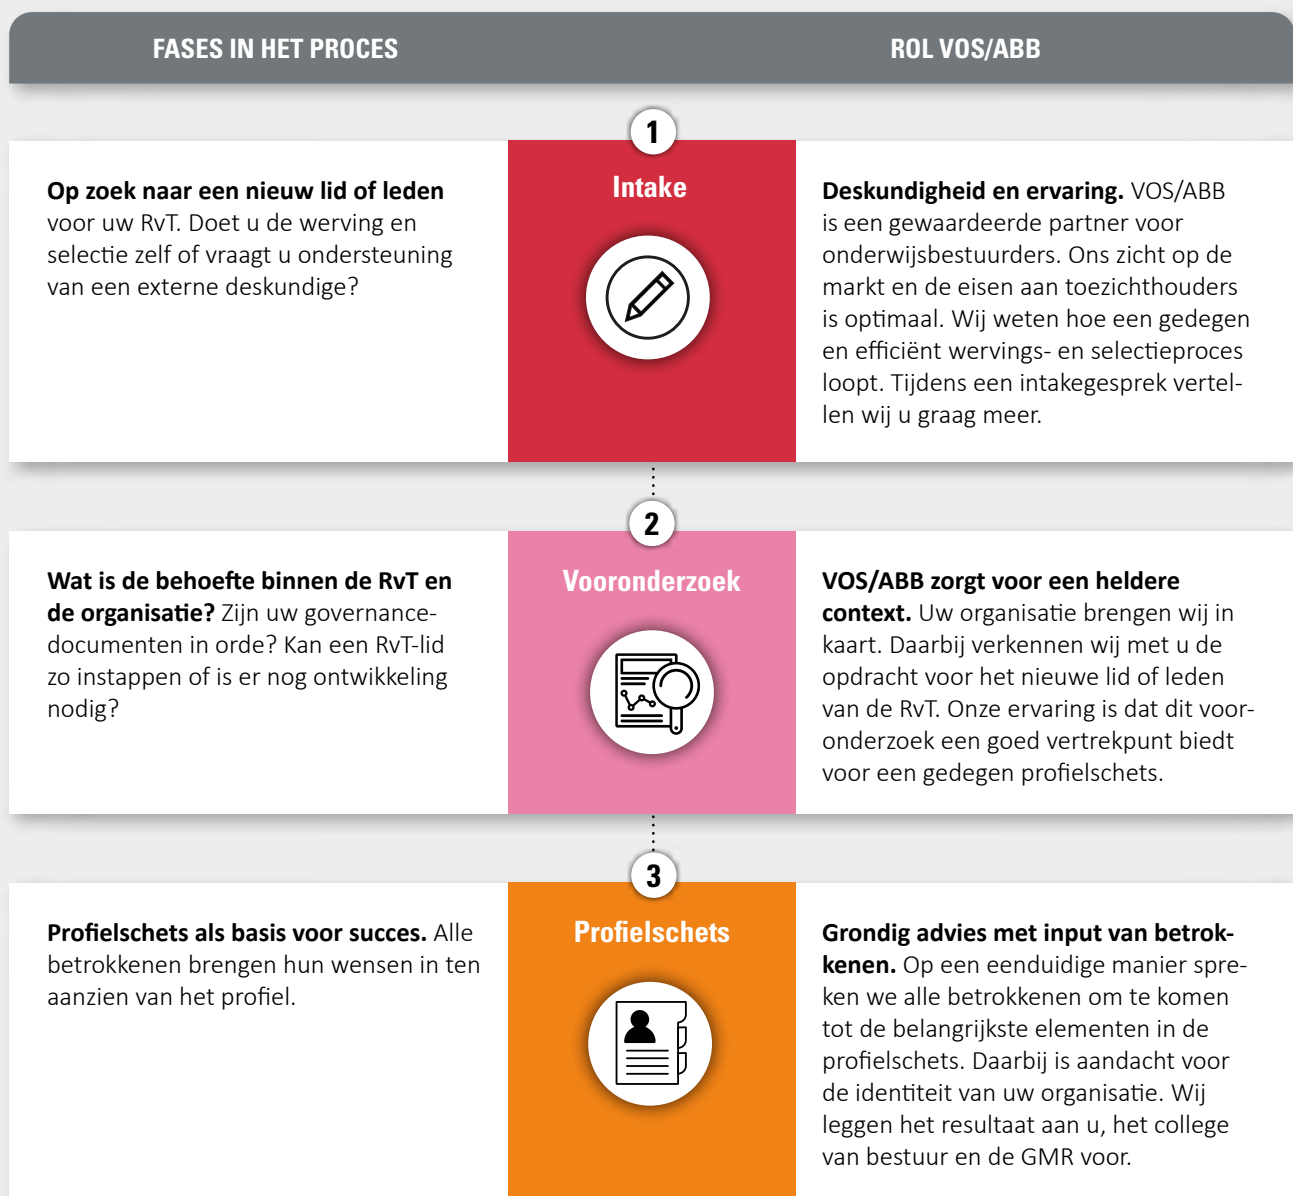 FASES IN HET PROCES
ROL VOS/ABB
1
Op zoek naar een nieuw lid of leden
voor uw RvT. Doet u de werving en
selectie zelf of vraagt u ondersteuning
van een externe deskundige?
Intake
Deskundigheid en ervaring. VOS/ABB
is een gewaardeerde partner voor
onderwijsbestuurders. Ons zicht op de
markt en de eisen aan toezichthouders
is optimaal. Wij weten hoe een gedegen
en efficiënt wervings- en selectieproces
loopt. Tijdens een intakegesprek vertel-
len wij u graag meer.
2
Wat is de behoefte binnen de RvT en
de organisatie? Zijn uw governance-
documenten in orde? Kan een RvT-lid
zo instappen of is er nog ontwikkeling
nodig?
Vooronderzoek
VOS/ABB zorgt voor een heldere
context. Uw organisatie brengen wij in
kaart. Daarbij verkennen wij met u de
opdracht voor het nieuwe lid of leden
van de RvT. Onze ervaring is dat dit voor-
onderzoek een goed vertrekpunt biedt
voor een gedegen profielschets.
3
Profielschets als basis voor succes. Alle
betrokkenen brengen hun wensen in ten
aanzien van het profiel.
Profielschets
Grondig advies met input van betrok-
kenen. Op een eenduidige manier spre-
ken we alle betrokkenen om te komen
tot de belangrijkste elementen in de
profielschets. Daarbij is aandacht voor
de identiteit van uw organisatie. Wij
leggen het resultaat aan u, het college
van bestuur en de GMR voor.